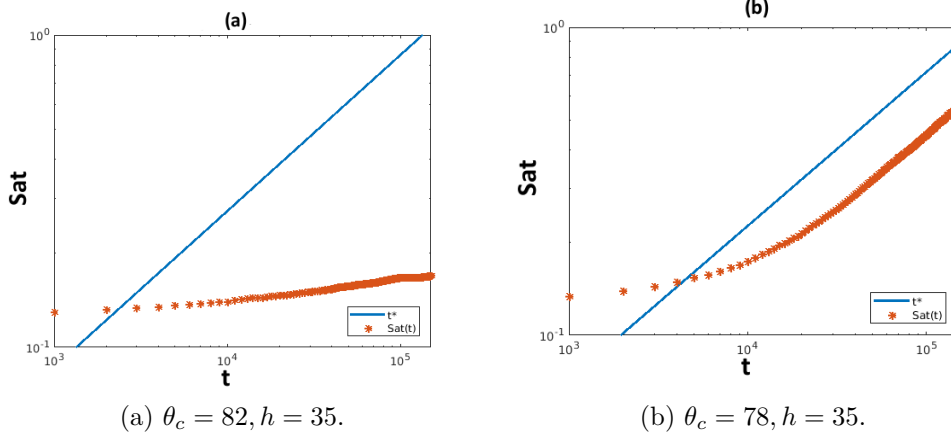 (a)
10^0
Sat
10^-1
10^3
10^4
10^5
t
t*
Sat(t)
(a) θ_c = 82, h = 35.
(b)
10^0
Sat
10^-1
10^3
10^4
10^5
t
t*
Sat(t)
(b) θ_c = 78, h = 35.